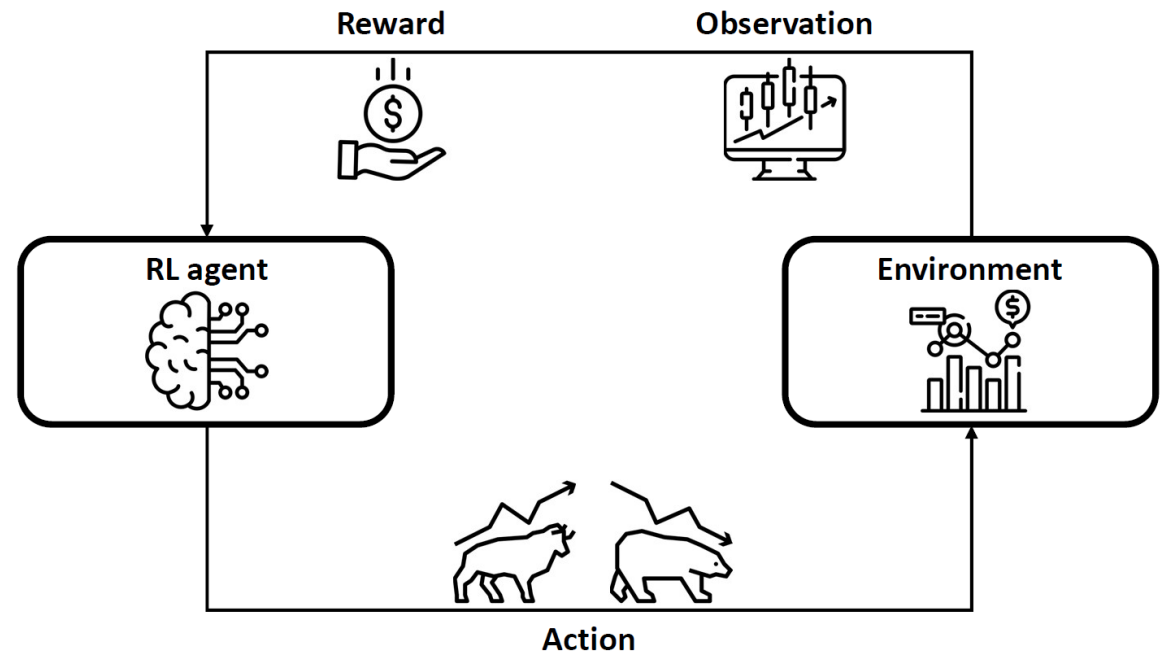 Reward
Observation
$
RL agent
Environment
$
Action